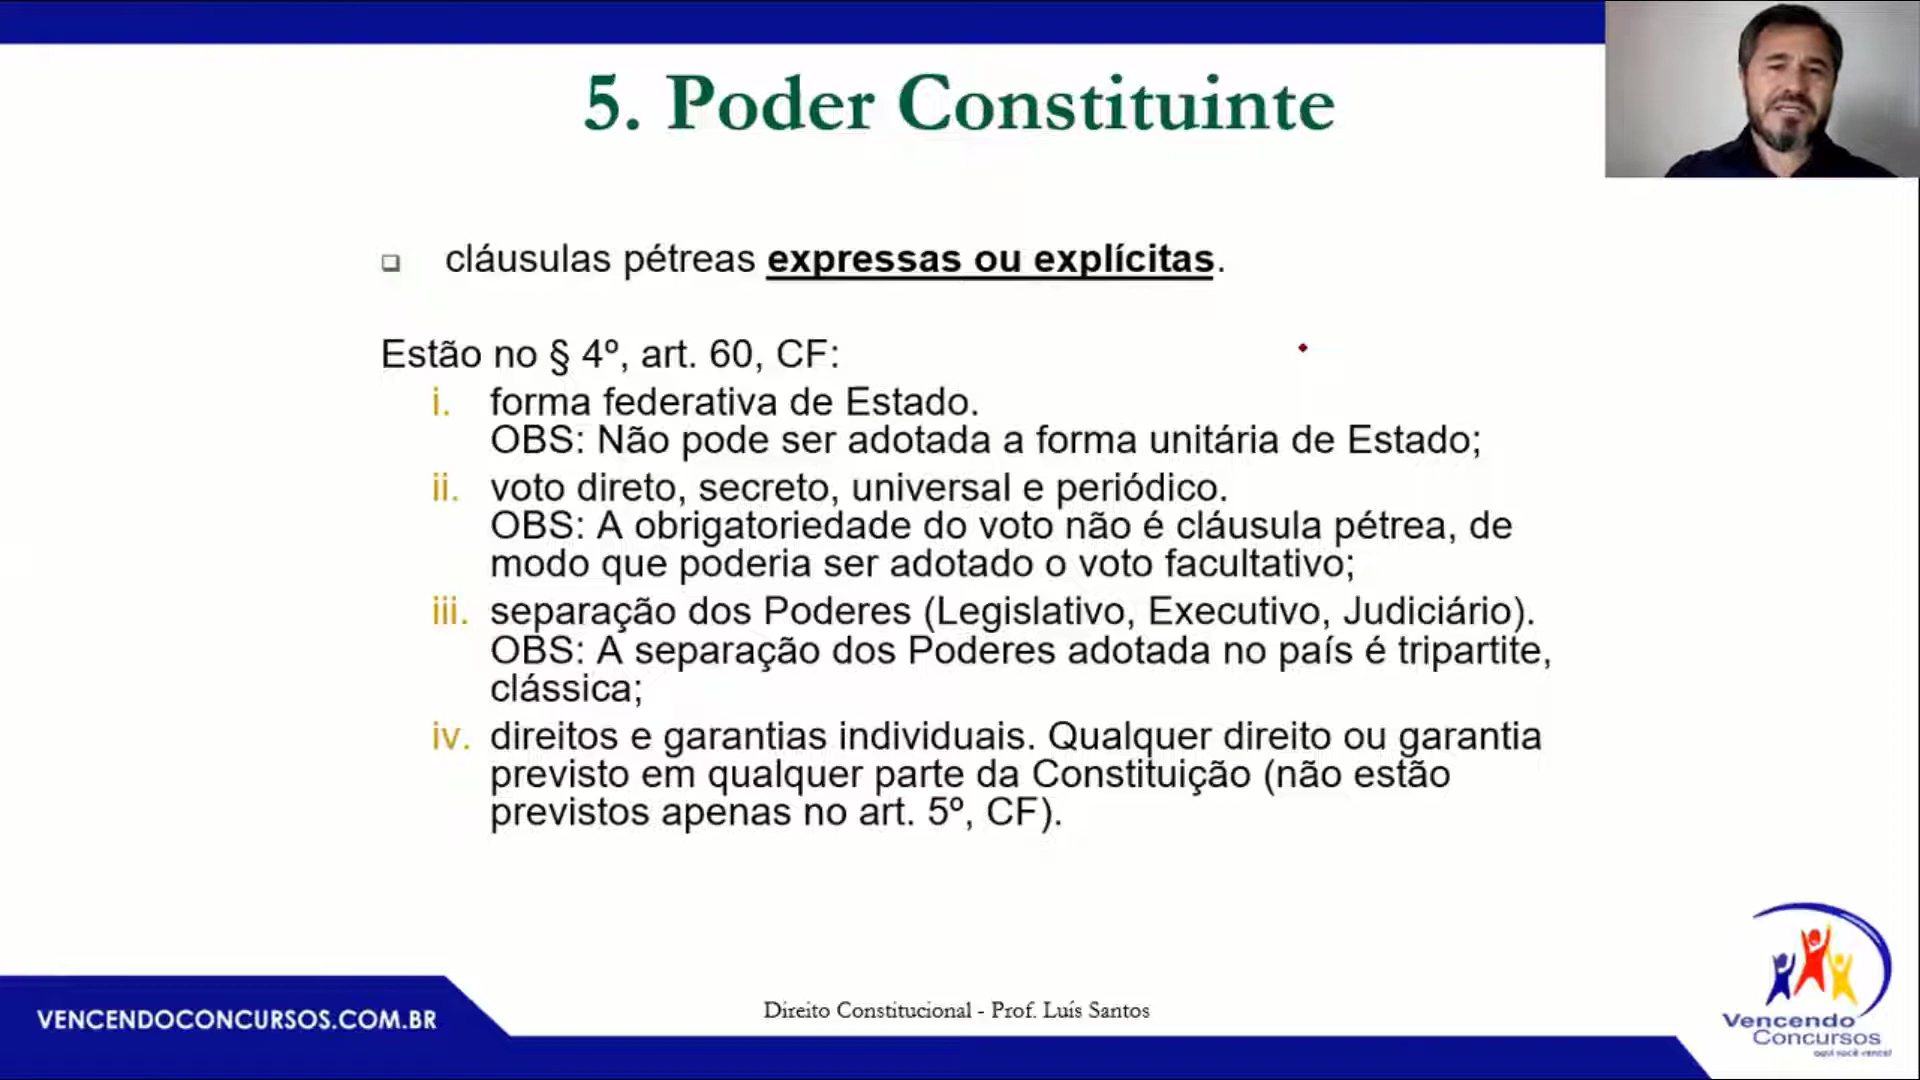 5. Poder Constituinte
cláusulas pétreas expressas ou explícitas.
Estão no § 4º, art. 60, CF:
i. forma federativa de Estado.
OBS: Não pode ser adotada a forma unitária de Estado;
ii. voto direto, secreto, universal e periódico.
OBS: A obrigatoriedade do voto não é cláusula pétrea, de
modo que poderia ser adotado o voto facultativo;
iii. separação dos Poderes (Legislativo, Executivo, Judiciário).
OBS: A separação dos Poderes adotada no país é tripartite,
clássica;
iv. direitos e garantias individuais. Qualquer direito ou garantia
previsto em qualquer parte da Constituição (não estão
previstos apenas no art. 5º, CF).
VENCENDOCONCURSOS.COM.BR
Direito Constitucional - Prof. Luís Santos
Vencendo
Concursos
aqui você vence!